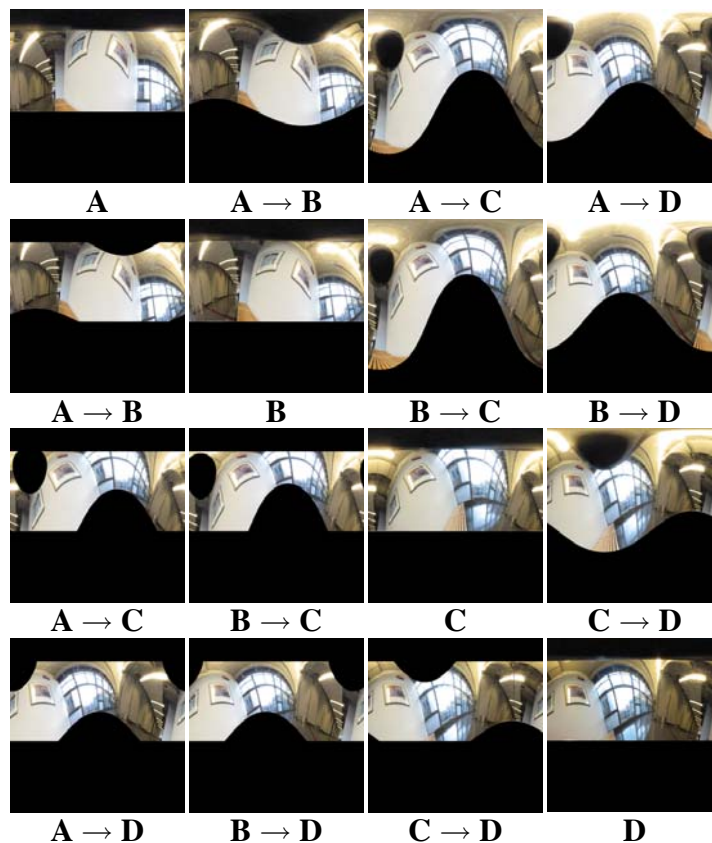 A A → B A → C A → D
A → B B B → C B → D
A → C B → C C C → D
A → D B → D C → D D